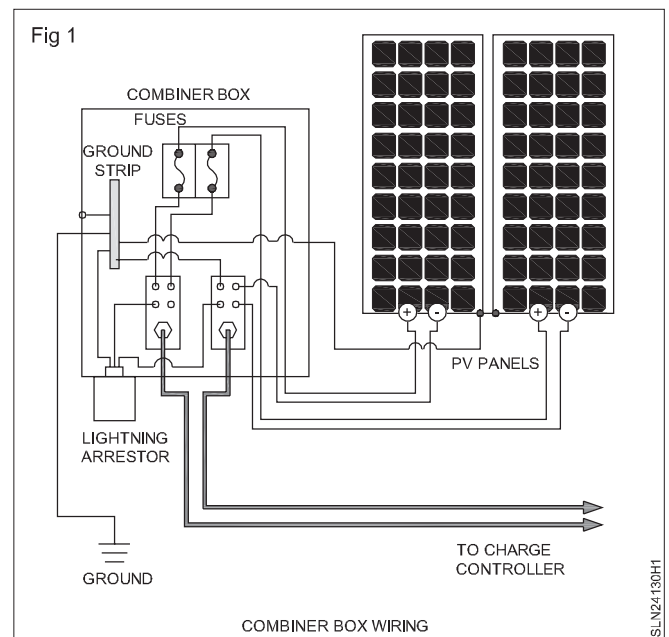 Fig 1
COMBINER BOX
FUSES
GROUND
STRIP
+
-
+
-
PV PANELS
LIGHTNING
ARRESTOR
GROUND
TO CHARGE
CONTROLLER
COMBINER BOX WIRING
SLN24130H1